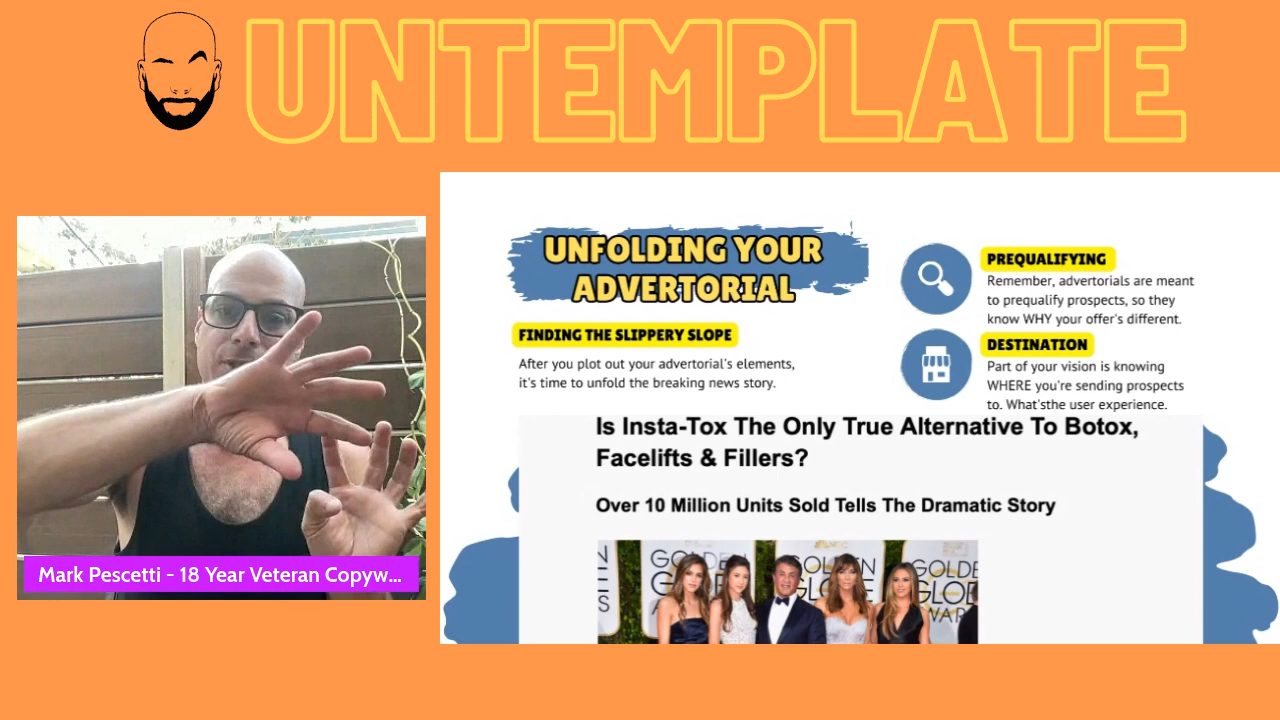 UNTEMPLATE
UNFOLDING YOUR
ADVERTORIAL
FINDING THE SLIPPERY SLOPE
After you plot out your advertorial's elements,
it's time to unfold the breaking news story.
PREQUALIFYING
Remember, advertorials are meant
to prequalify prospects, so they
know WHY your offer's different.
DESTINATION
Part of your vision is knowing
WHERE you're sending prospects
to. What'sthe user experience.
Is Insta-Tox The Only True Alternative To Botox,
Facelifts & Fillers?
Over 10 Million Units Sold Tells The Dramatic Story
GOLDEN GOLDEN GOLDEN
Mark Pescetti - 18 Year Veteran Copyw...